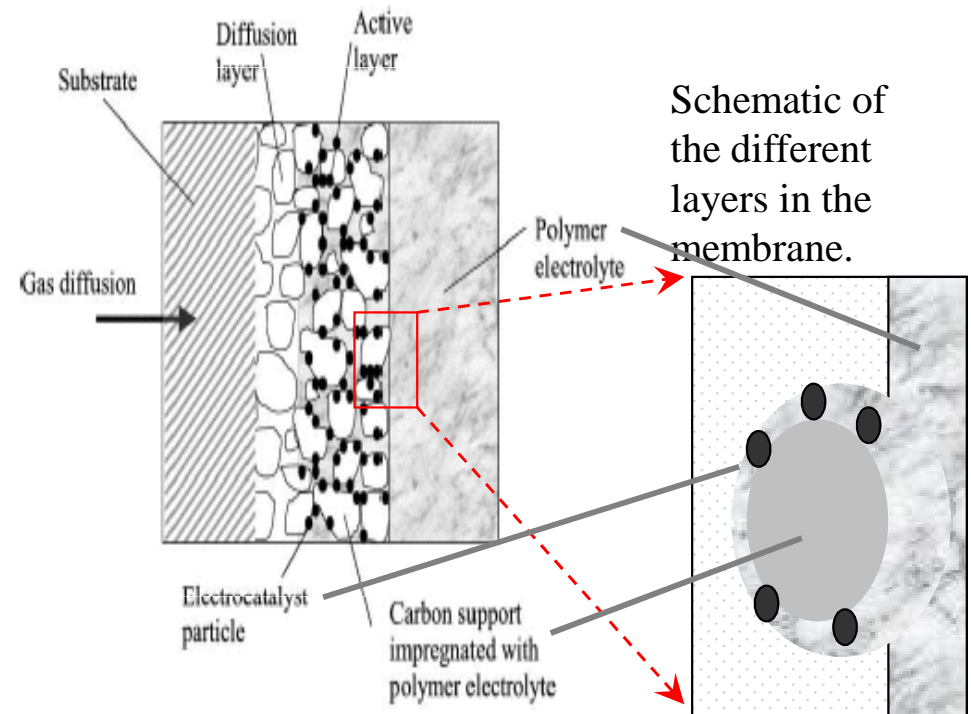 Substrate
Diffusion
layer
Active
layer
Gas diffusion
Polymer
electrolyte
Electrocatalyst
particle
Carbon support
impregnated with
polymer electrolyte
Schematic of
the different
layers in the
membrane.